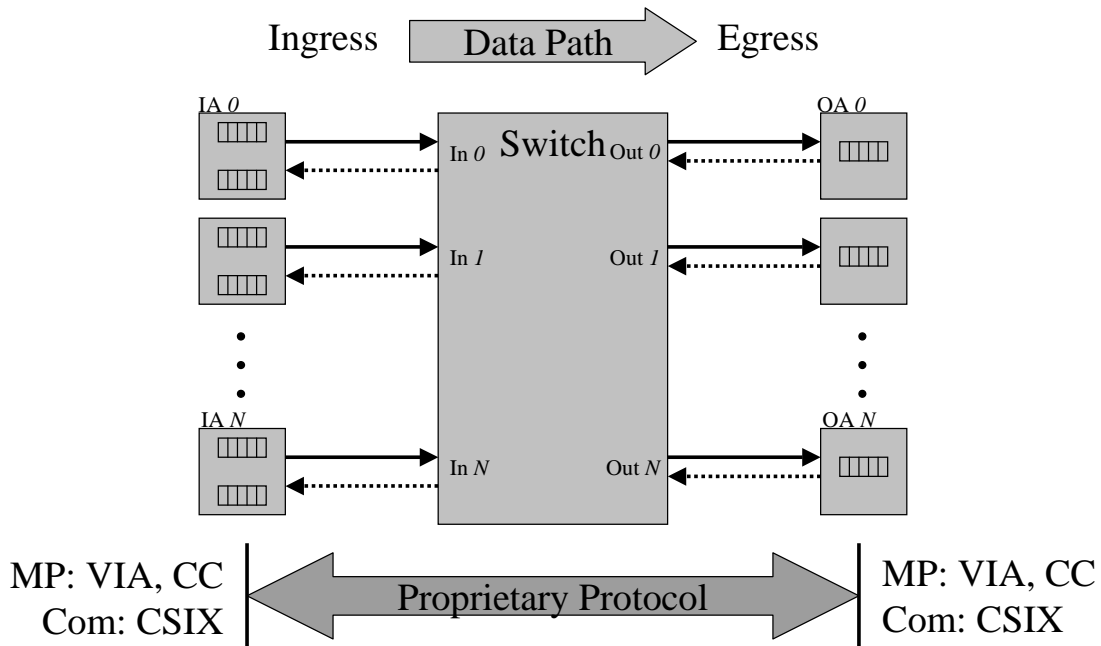 Ingress Data Path Egress
IA 0 OA 0
In 0 Switch Out 0
In 1 Out 1
IA N OA N
In N Out N
MP: VIA, CC Proprietary Protocol MP: VIA, CC
Com: CSIX Com: CSIX